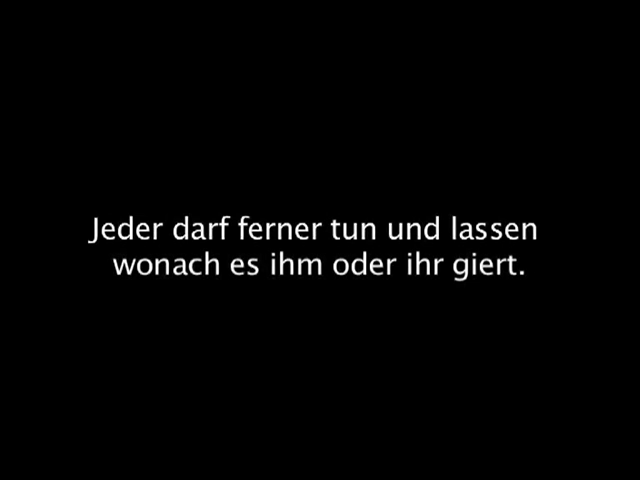 Jeder darf ferner tun und lassen
wonach es ihm oder ihr giert.